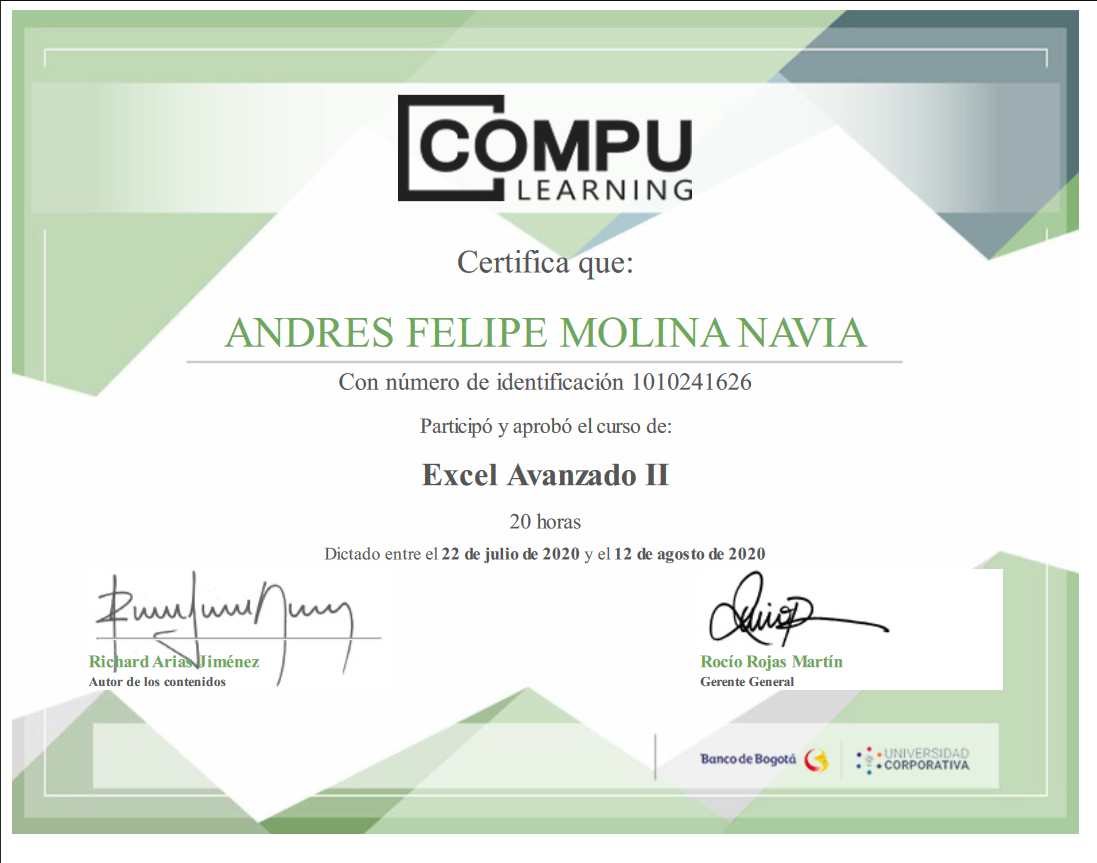 COMPU
LEARNING
Certifica que:
ANDRES FELIPE MOLINA NAVIA
Con número de identificación 1010241626
Participó y aprobó el curso de:
Excel Avanzado II
20 horas
Dictado entre el 22 de julio de 2020 y el 12 de agosto de 2020
Richard Arias Jiménez
Autor de los contenidos
Rocío Rojas Martín
Gerente General
Banco de Bogotá
UNIVERSIDAD
CORPORATIVA